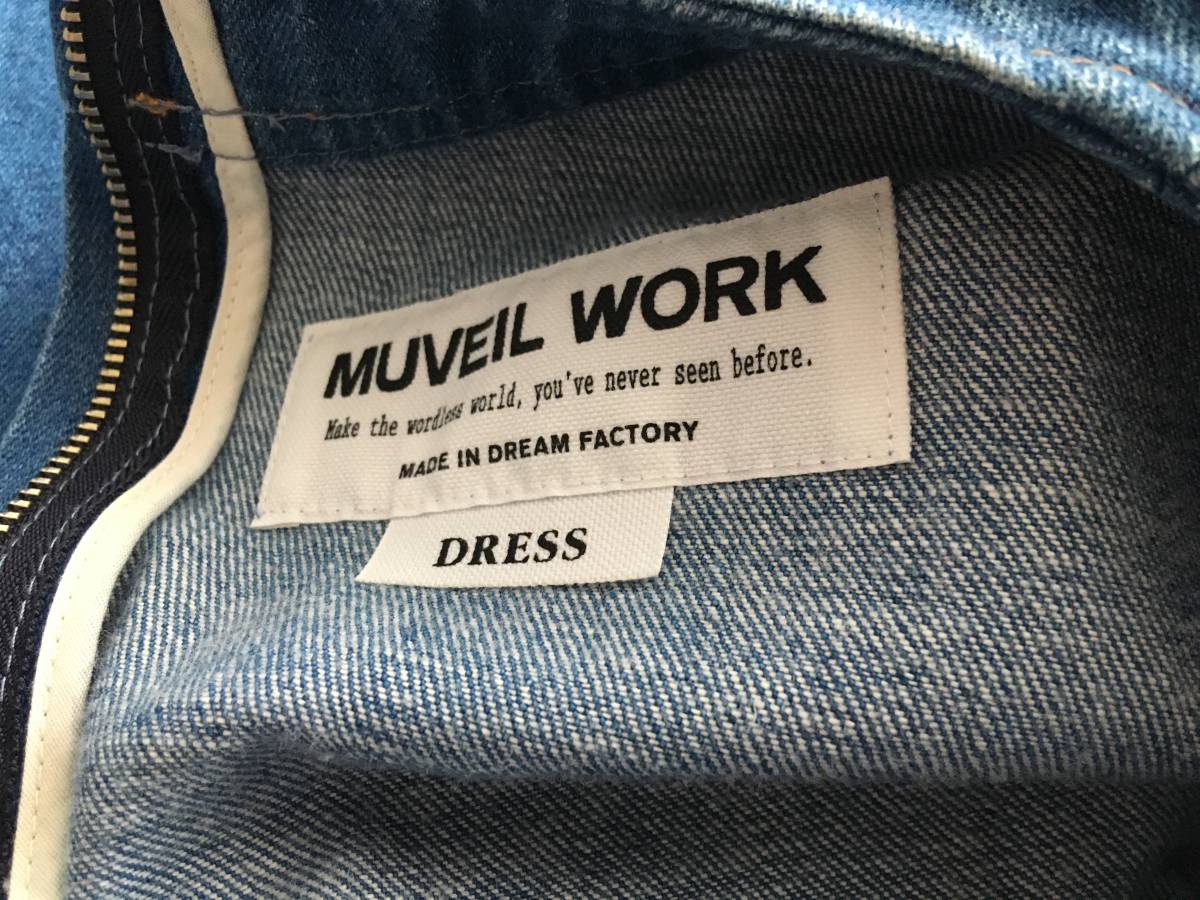 MUVEIL WORK
Make the wordless world, you've never seen before.
MADE IN DREAM FACTORY
DRESS